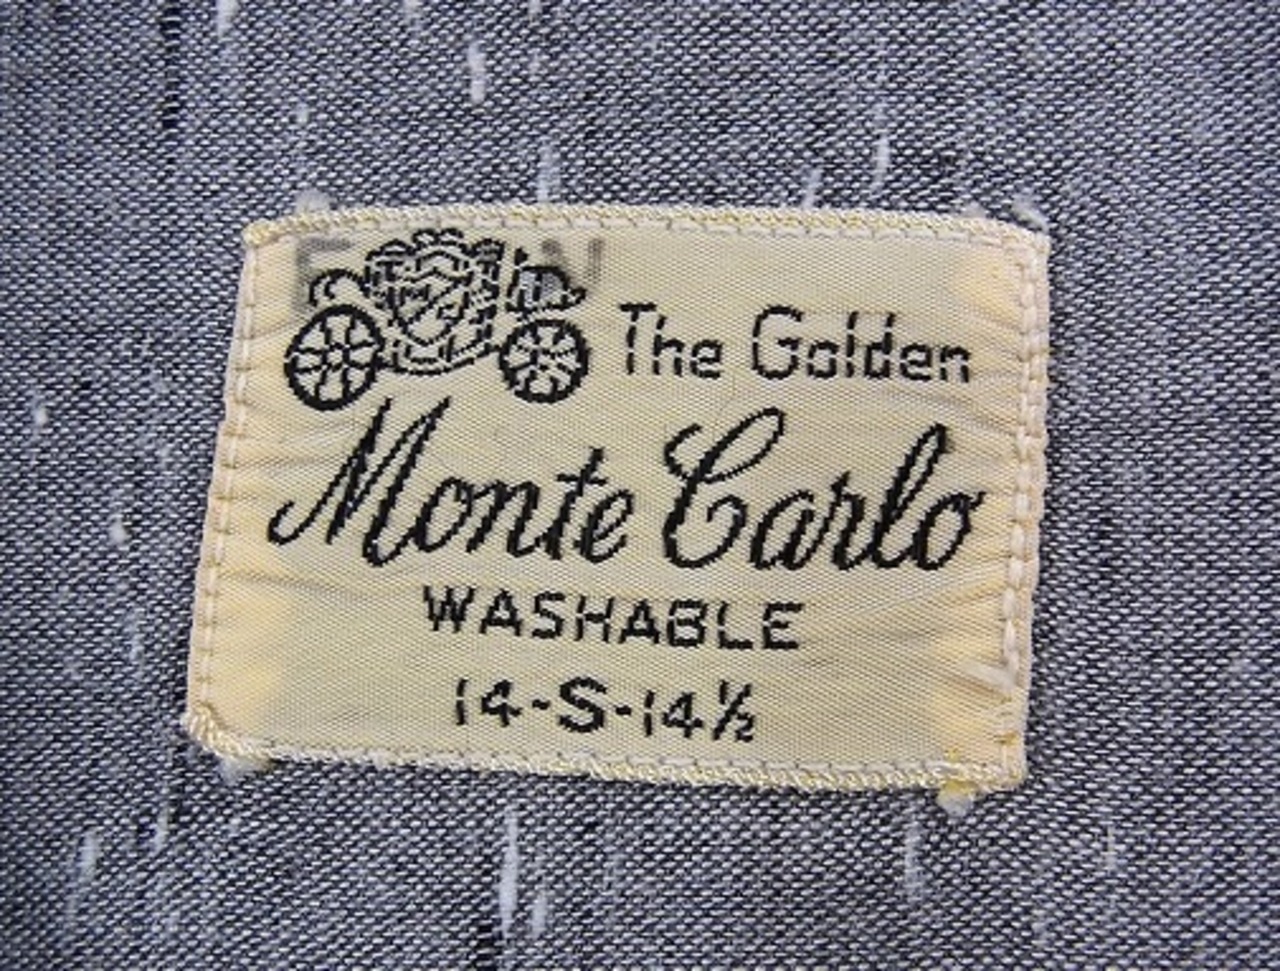 The Golden
Monte Carlo
WASHABLE
14-S-14½